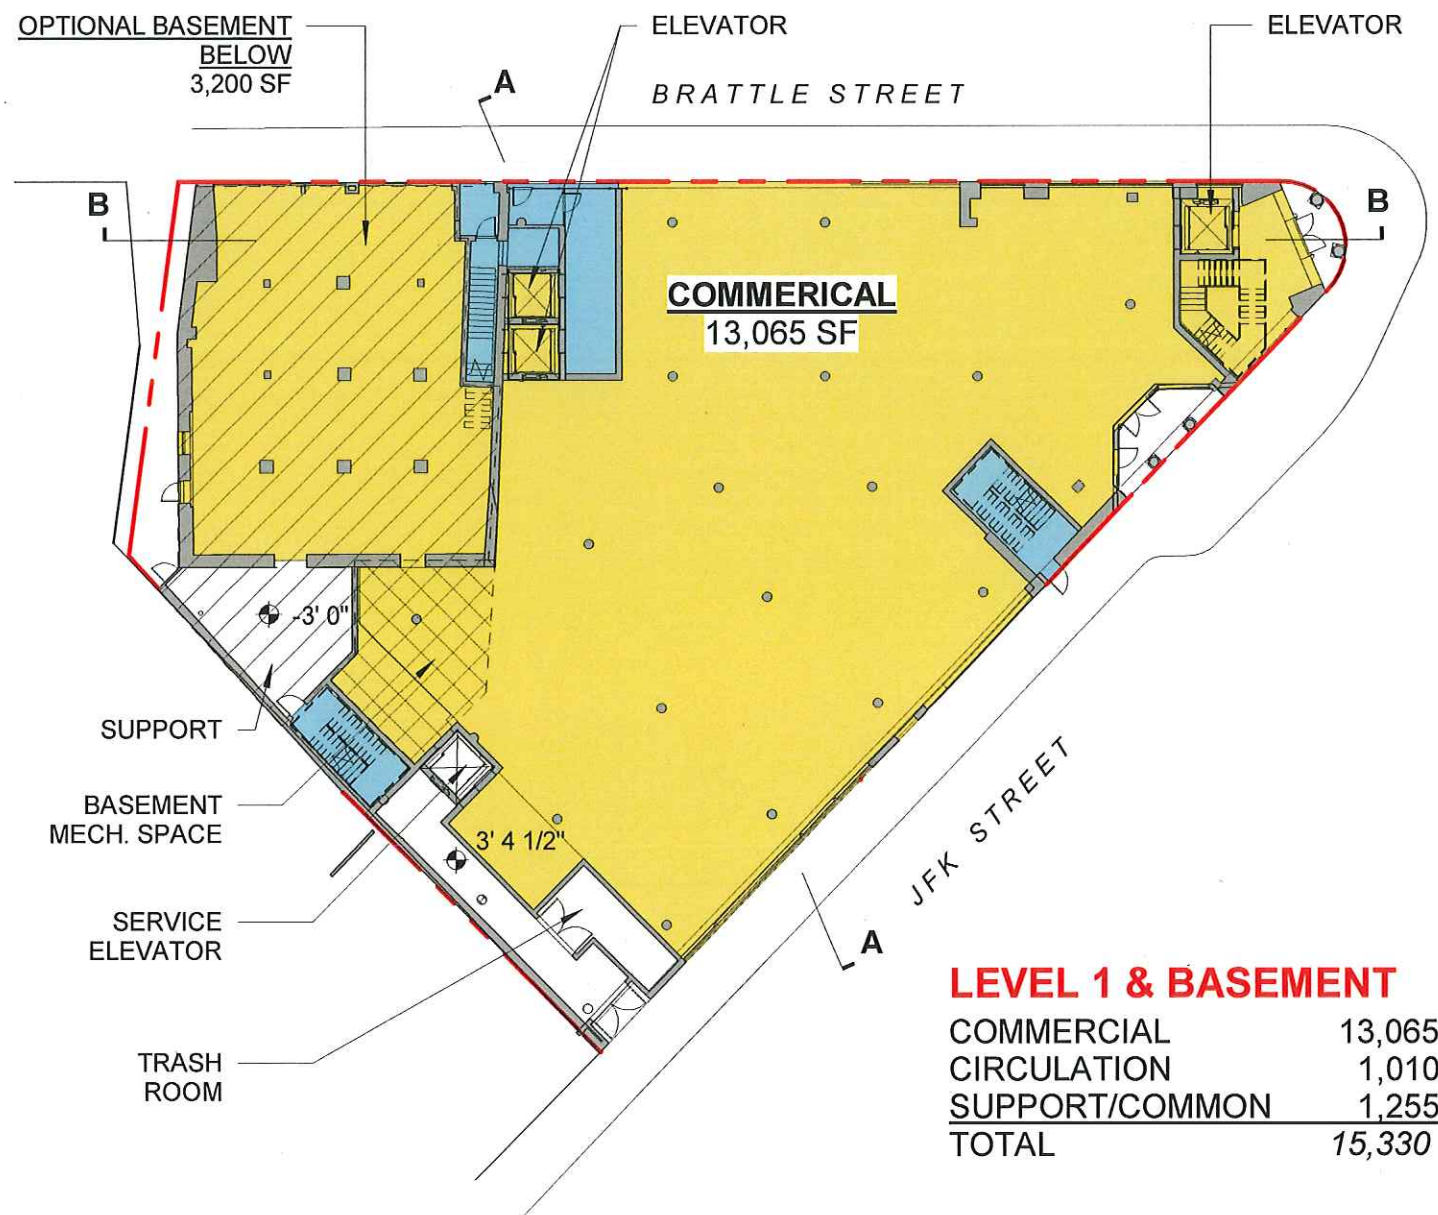 OPTIONAL BASEMENT
BELOW
3,200 SF
ELEVATOR
ELEVATOR
A
BRATTLE STREET
B
B
COMMERICAL
13,065 SF
-3' 0"
SUPPORT
BASEMENT
MECH. SPACE
3' 4 1/2"
JFK STREET
SERVICE
ELEVATOR
A
TRASH
ROOM
LEVEL 1 & BASEMENT
COMMERCIAL 13,065
CIRCULATION 1,010
SUPPORT/COMMON 1,255
TOTAL 15,330